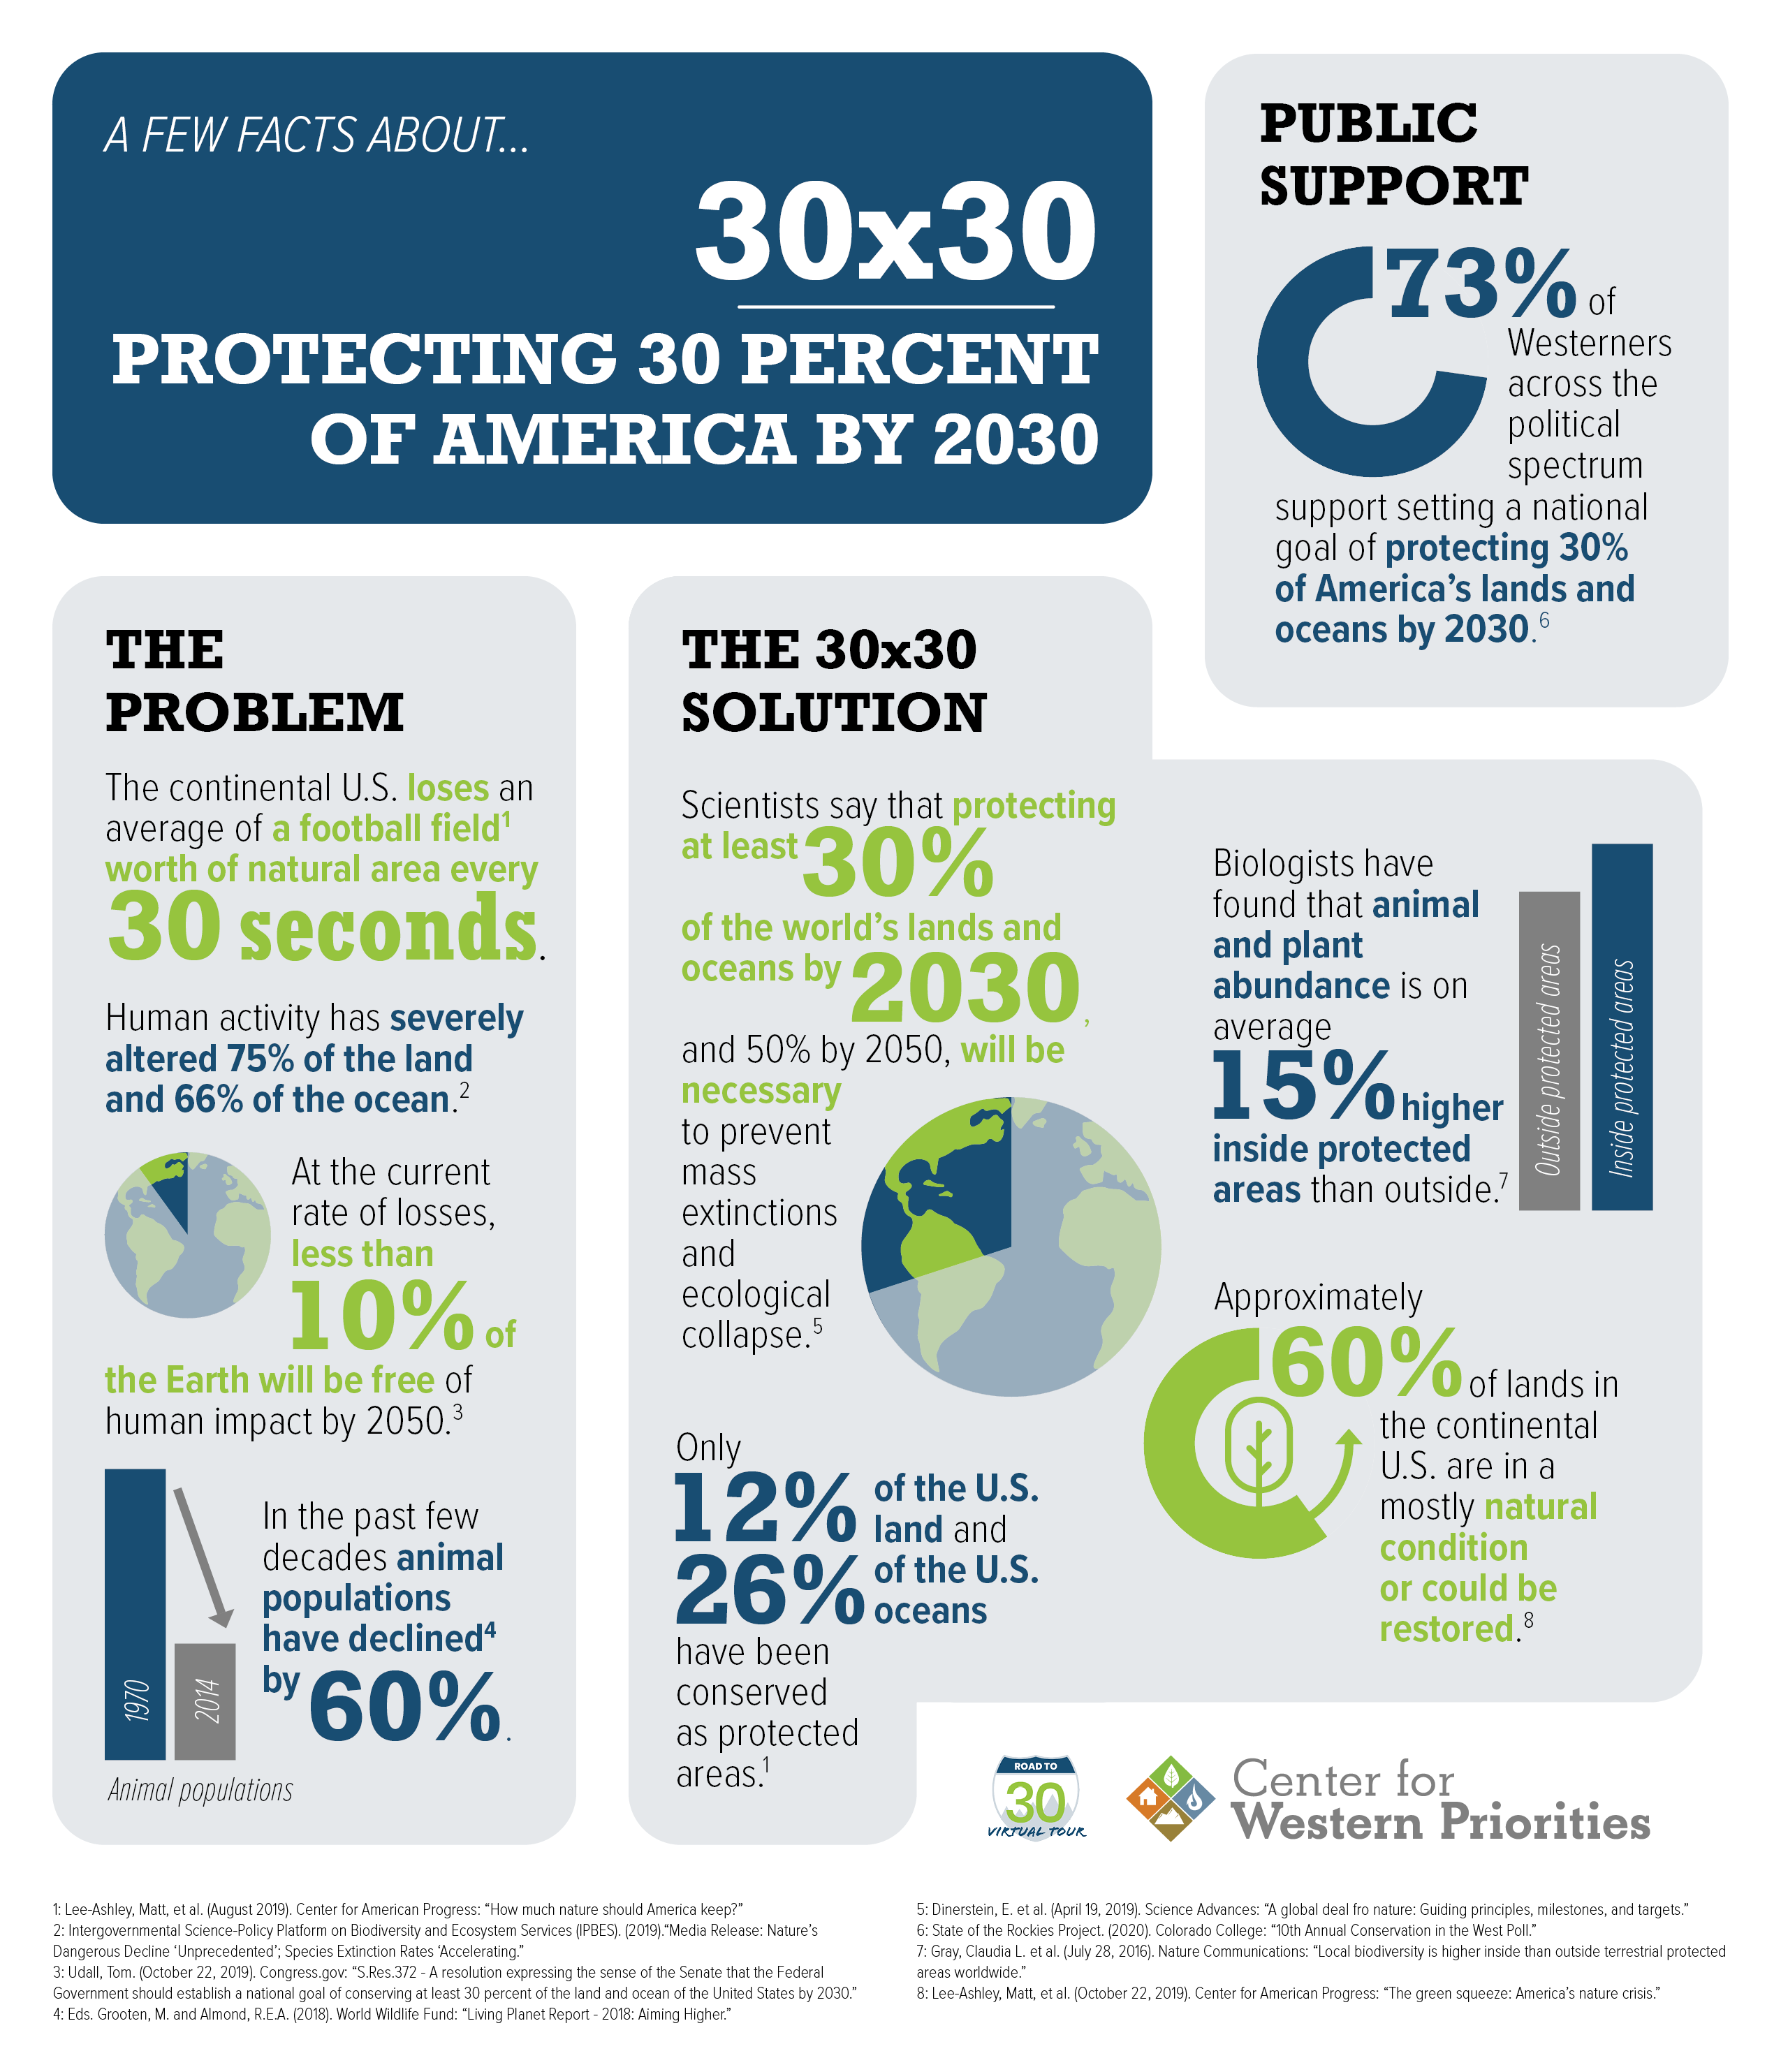 A FEW FACTS ABOUT...
30x30
PROTECTING 30 PERCENT
OF AMERICA BY 2030
PUBLIC
SUPPORT
73% of
Westerners
across the
political
spectrum
support setting a national
goal of protecting 30%
of America’s lands and
oceans by 2030.6
THE
PROBLEM
The continental U.S. loses an
average of a football field1
worth of natural area every
30 seconds.
Human activity has severely
altered 75% of the land
and 66% of the ocean.2
At the current
rate of losses,
less than
10% of
the Earth will be free of
human impact by 2050.3
1970
2014
Animal populations
In the past few
decades animal
populations
have declined4
by 60%.
THE 30x30
SOLUTION
Scientists say that protecting
at least 30%
of the world’s lands and
oceans by 2030,
and 50% by 2050, will be
necessary
to prevent
mass
extinctions
and
ecological
collapse.5
Only
12% of the U.S.
land and
26% of the U.S.
oceans
have been
conserved
as protected
areas.1
Biologists have
found that animal
and plant
abundance is on
average
15% higher
inside protected
areas than outside.7
Outside protected areas
Inside protected areas
Approximately
60% of lands in
the continental
U.S. are in a
mostly natural
condition
or could be
restored.8
ROAD TO
30
VIRTUAL TOUR
Center for
Western Priorities
1: Lee-Ashley, Matt, et al. (August 2019). Center for American Progress: “How much nature should America keep?”
2: Intergovernmental Science-Policy Platform on Biodiversity and Ecosystem Services (IPBES). (2019).“Media Release: Nature’s
Dangerous Decline ‘Unprecedented’; Species Extinction Rates ‘Accelerating.”
3: Udall, Tom. (October 22, 2019). Congress.gov: “S.Res.372 - A resolution expressing the sense of the Senate that the Federal
Government should establish a national goal of conserving at least 30 percent of the land and ocean of the United States by 2030.”
4: Eds. Grooten, M. and Almond, R.E.A. (2018). World Wildlife Fund: “Living Planet Report - 2018: Aiming Higher.”
5: Dinerstein, E. et al. (April 19, 2019). Science Advances: “A global deal fro nature: Guiding principles, milestones, and targets.”
6: State of the Rockies Project. (2020). Colorado College: “10th Annual Conservation in the West Poll.”
7: Gray, Claudia L. et al. (July 28, 2016). Nature Communications: “Local biodiversity is higher inside than outside terrestrial protected
areas worldwide.”
8: Lee-Ashley, Matt, et al. (October 22, 2019). Center for American Progress: “The green squeeze: America’s nature crisis.”